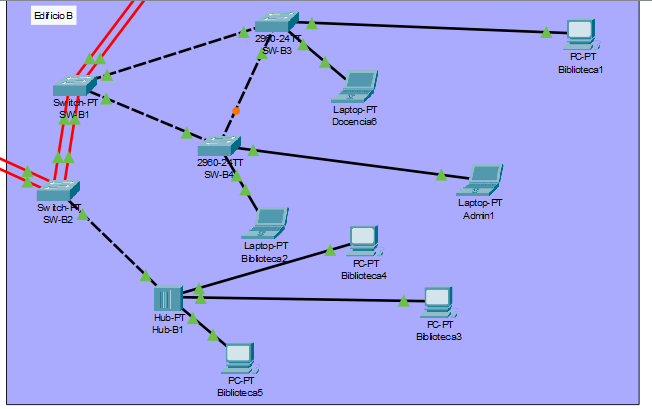 Edificio B
2960-24TT
SW-B3
PC-PT
Biblioteca1
Switch-PT
SW-B1
Laptop-PT
Docencia6
2960-24TT
SW-B4
Laptop-PT
Admin1
Switch-PT
SW-B2
Laptop-PT
Biblioteca2
PC-PT
Biblioteca4
Hub-PT
Hub-B1
PC-PT
Biblioteca3
PC-PT
Biblioteca5